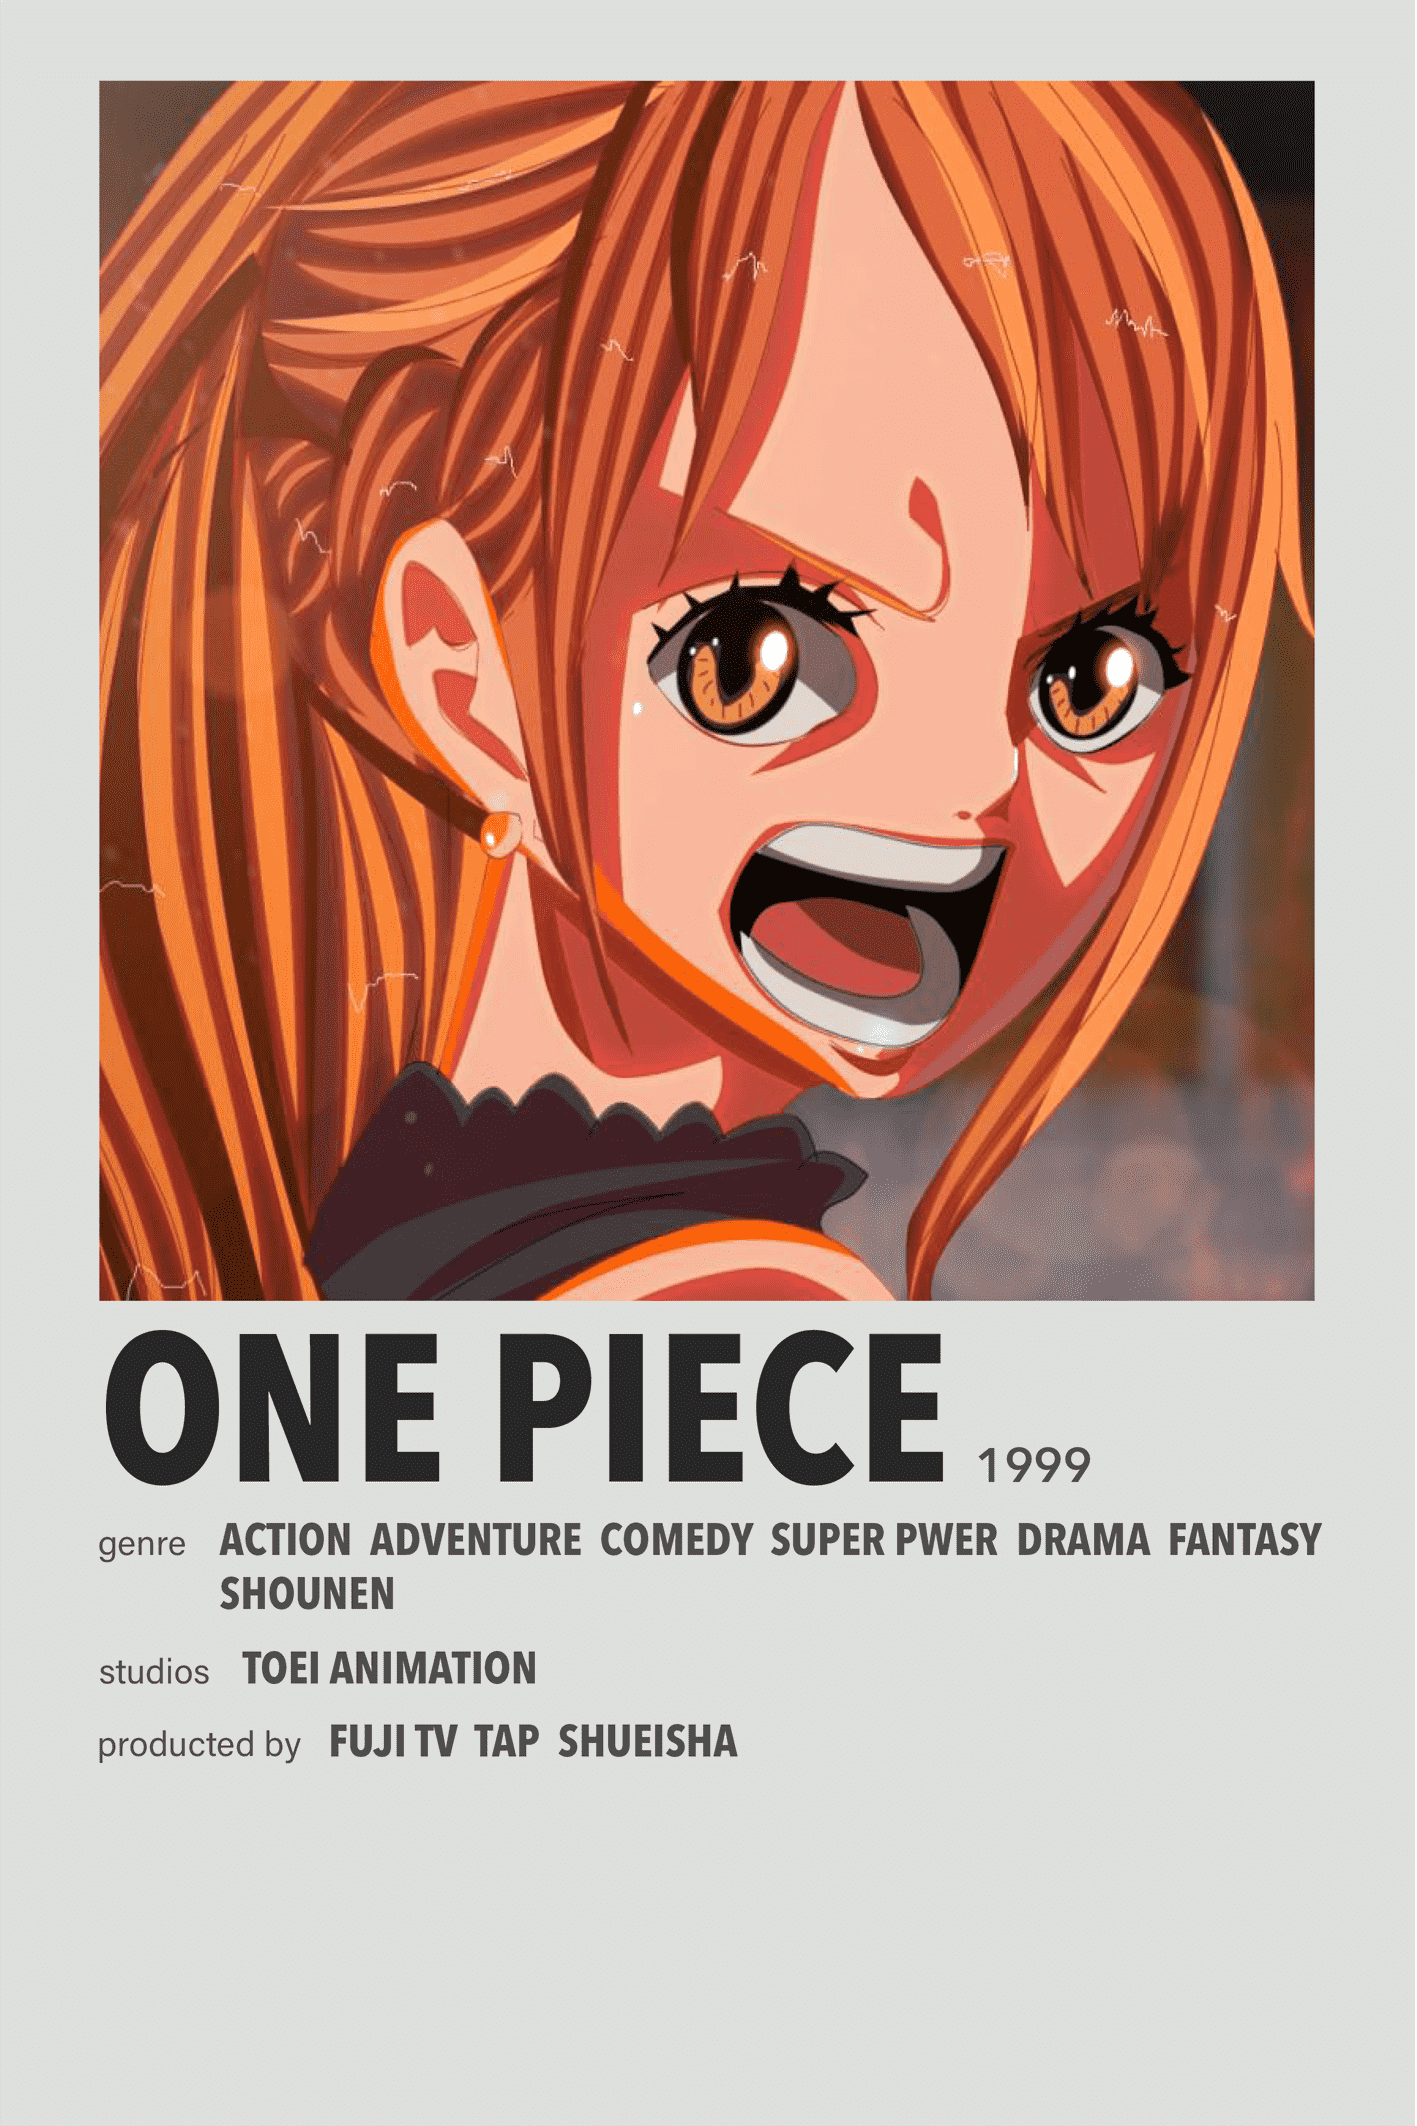 ONE PIECE 1999
genre ACTION ADVENTURE COMEDY SUPER PWER DRAMA FANTASY
SHOUNEN
studios TOEI ANIMATION
producted by FUJI TV TAP SHUEISHA